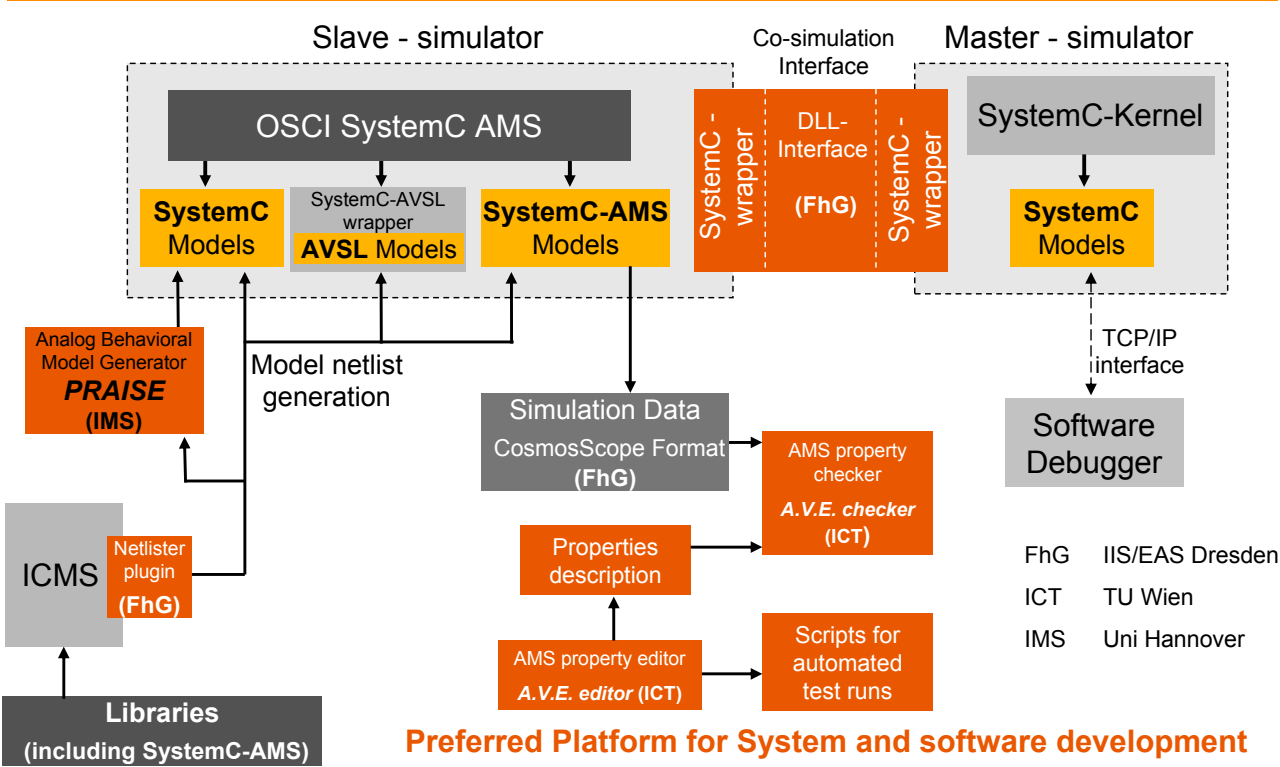 Slave - simulator
Co-simulation
Interface
Master - simulator
OSCI SystemC AMS
SystemC
Models
SystemC-AVSL
wrapper
AVSL Models
SystemC-AMS
Models
SystemC -
wrapper
DLL-
Interface
(FhG)
SystemC -
wrapper
SystemC-Kernel
SystemC
Models
Analog Behavioral
Model Generator
PRAISE
(IMS)
Model netlist
generation
TCP/IP
interface
Simulation Data
CosmosScope Format
(FhG)
AMS property
checker
A.V.E. checker
(ICT)
Software
Debugger
ICMS
Netlister
plugin
(FhG)
Properties
description
FhG IIS/EAS Dresden
ICT TU Wien
IMS Uni Hannover
AMS property editor
A.V.E. editor (ICT)
Scripts for
automated
test runs
Libraries
(including SystemC-AMS)
Preferred Platform for System and software development